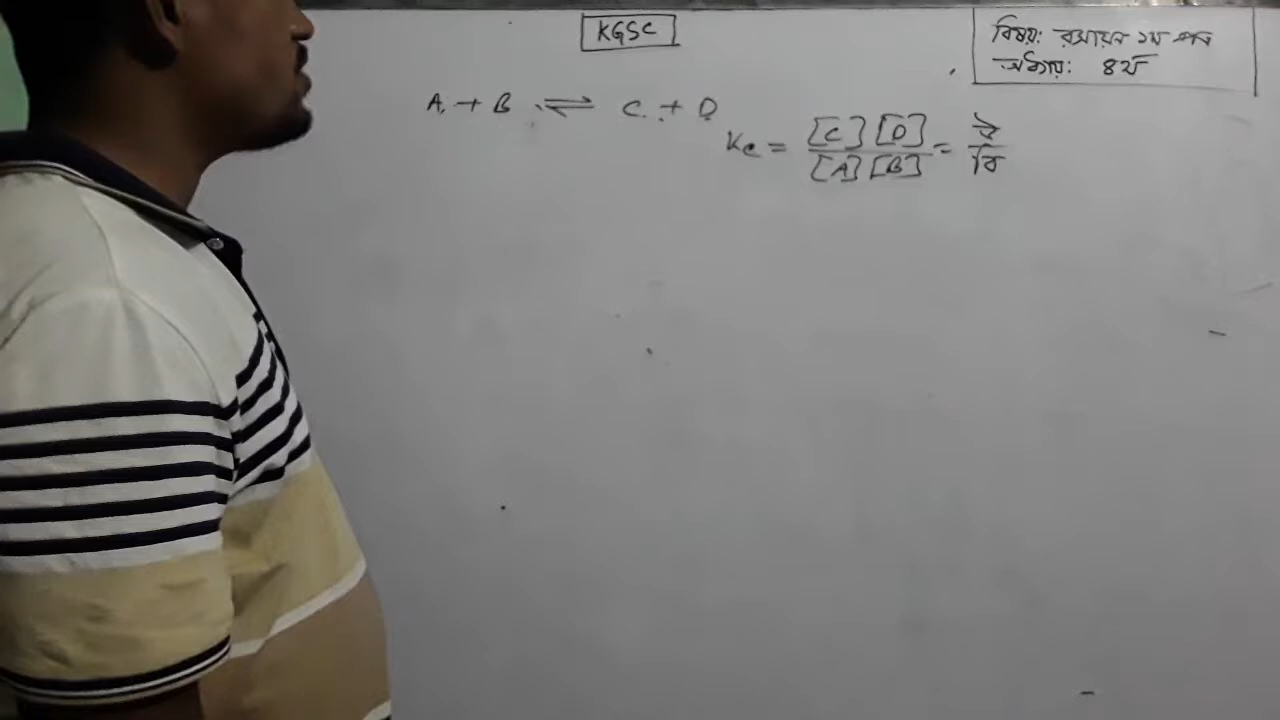 KGSC
বিষয়: রসায়ন ১ম পত্র
অধ্যায়: ৪র্থ
A + B ⇌ C + D
Kc = [C] [D] / [A] [B] = উ / বি